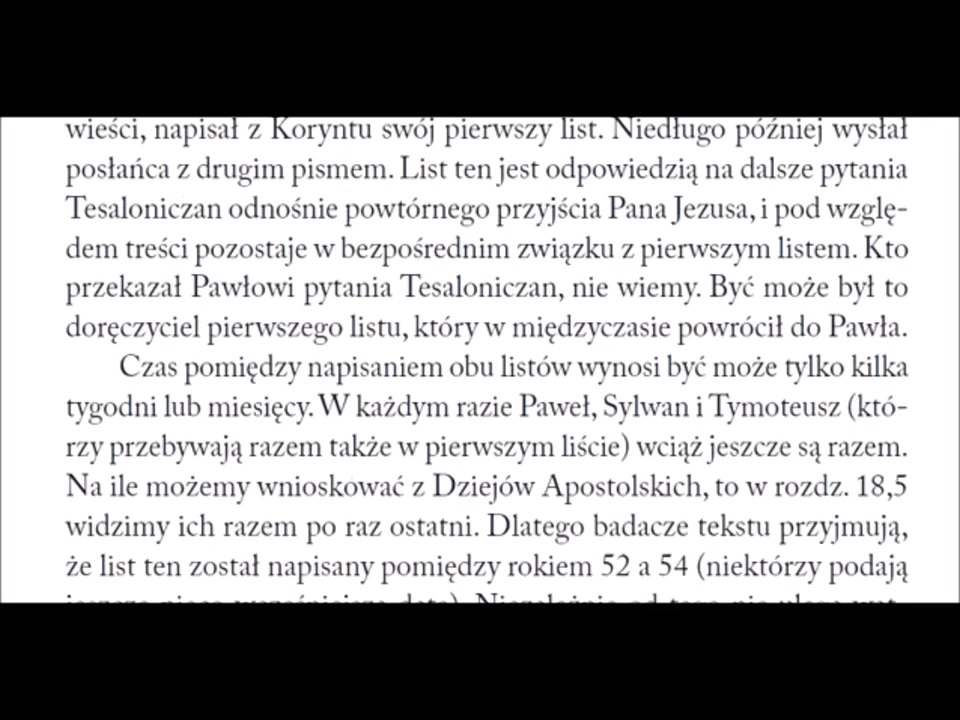 wieści, napisał z Koryntu swój pierwszy list. Niedługo później wysłał
posłańca z drugim pismem. List ten jest odpowiedzią na dalsze pytania
Tesaloniczan odnośnie powtórnego przyjścia Pana Jezusa, i pod wzglę-
dem treści pozostaje w bezpośrednim związku z pierwszym listem. Kto
przekazał Pawłowi pytania Tesaloniczan, nie wiemy. Być może był to
doręczyciel pierwszego listu, który w międzyczasie powrócił do Pawła.
Czas pomiędzy napisaniem obu listów wynosi być może tylko kilka
tygodni lub miesięcy. W każdym razie Paweł, Sylwan i Tymoteusz (któ-
rzy przebywają razem także w pierwszym liście) wciąż jeszcze są razem.
Na ile możemy wnioskować z Dziejów Apostolskich, to w rozdz. 18,5
widzimy ich razem po raz ostatni. Dlatego badacze tekstu przyjmują,
że list ten został napisany pomiędzy rokiem 52 a 54 (niektórzy podają